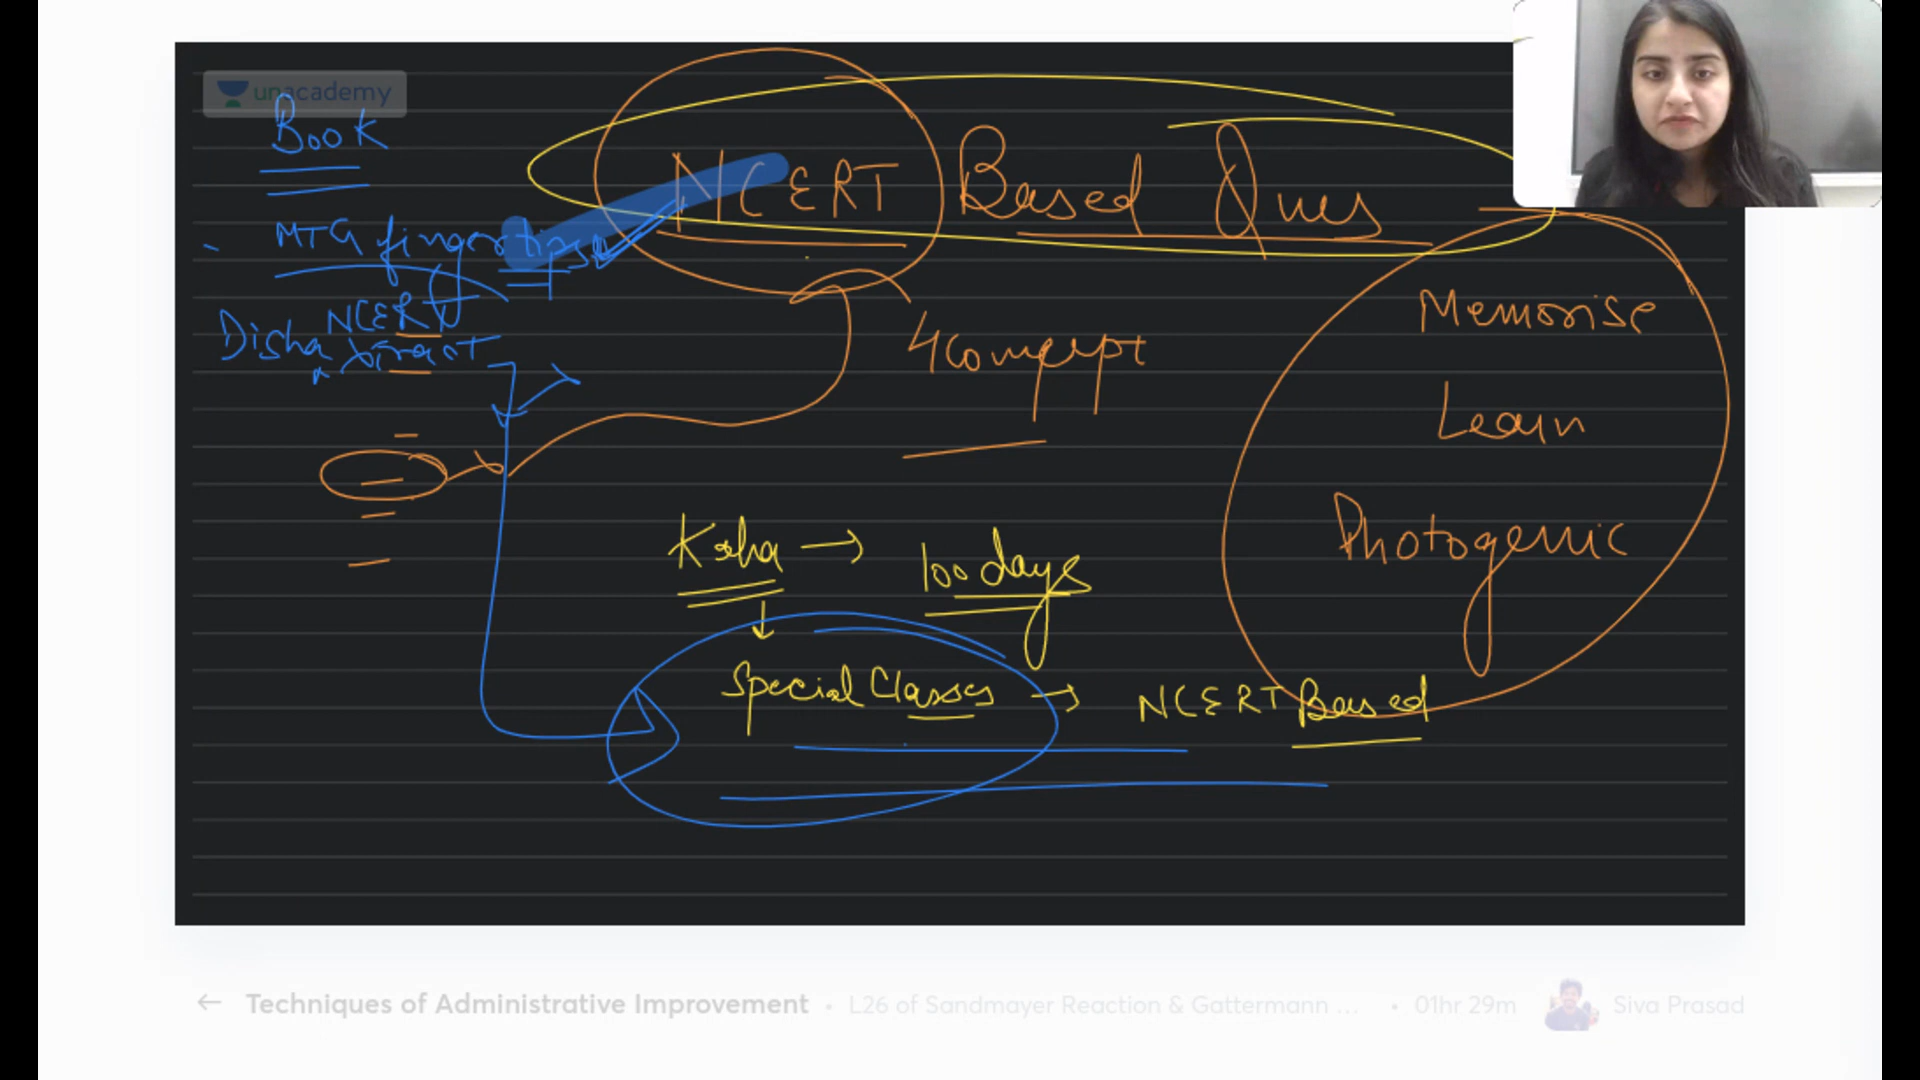 unacademy
Book
NCERT Based Ques
MTG fingertips
NCERT
Disha Xtract
4 Concept
Memorise
Learn
Photogenic
Ksha → 100 days
Special Classes → NCERT Based
← Techniques of Administrative Improvement • L26 of Sandmayer Reaction & Gattermann ... • 01hr 29m Siva Prasad